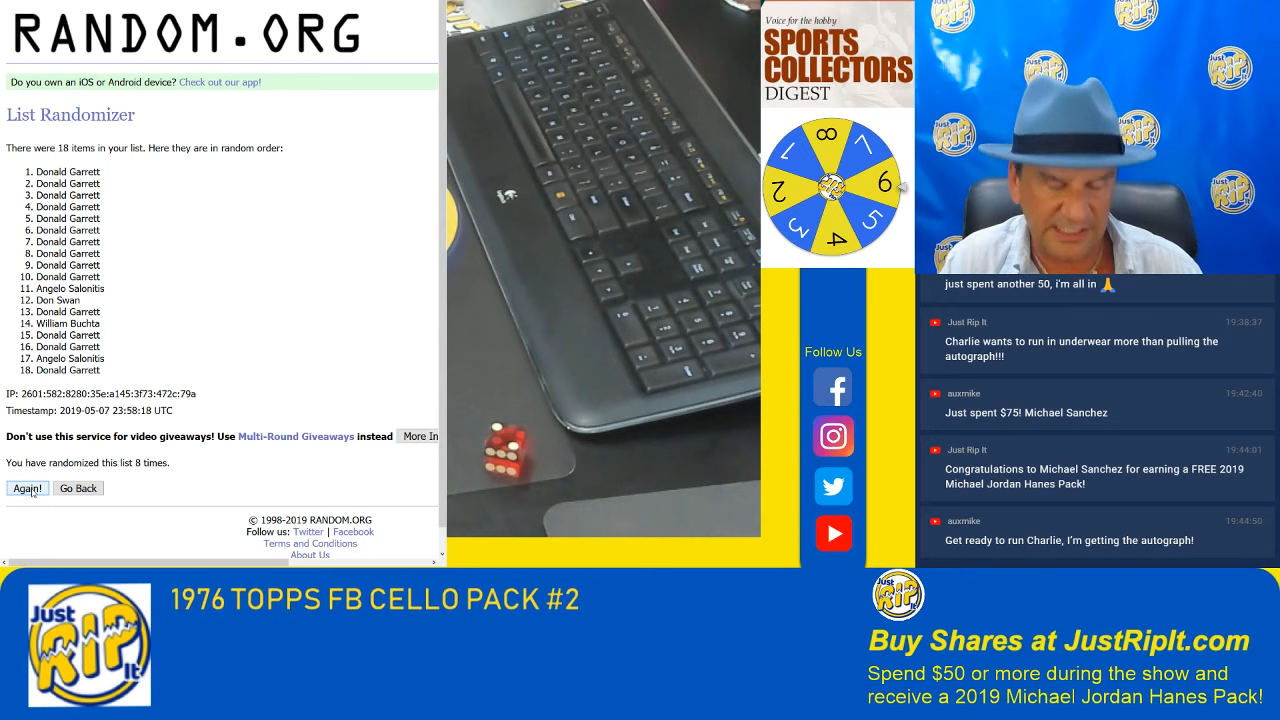 RANDOM.ORG
Do you own an iOS or Android device? Check out our app!
List Randomizer
There were 18 items in your list. Here they are in random order:
1. Donald Garrett
2. Donald Garrett
3. Donald Garrett
4. Donald Garrett
5. Donald Garrett
6. Donald Garrett
7. Donald Garrett
8. Donald Garrett
9. Donald Garrett
10. Donald Garrett
11. Angelo Salonitis
12. Don Swan
13. Donald Garrett
14. William Buchta
15. Donald Garrett
16. Donald Garrett
17. Angelo Salonitis
18. Donald Garrett
IP: 2601:582:8280:35e:a145:3f73:472c:79a
Timestamp: 2019-05-07 23:58:18 UTC
Don't use this service for video giveaways! Use Multi-Round Giveaways instead More In
You have randomized this list 8 times.
Again! Go Back
© 1998-2019 RANDOM.ORG
Follow us: Twitter | Facebook
Terms and Conditions
About Us
Voice for the hobby
SPORTS
COLLECTORS
DIGEST
8
7
9
5
4
3
2
1
Follow Us
just spent another 50, i'm all in 🙏
Just Rip It 19:38:37
Charlie wants to run in underwear more than pulling the
autograph!!!
auxmike 19:42:40
Just spent $75! Michael Sanchez
Just Rip It 19:44:01
Congratulations to Michael Sanchez for earning a FREE 2019
Michael Jordan Hanes Pack!
auxmike 19:44:50
Get ready to run Charlie, I'm getting the autograph!
Just
RIP
It
1976 TOPPS FB CELLO PACK #2
Buy Shares at JustRipIt.com
Spend $50 or more during the show and
receive a 2019 Michael Jordan Hanes Pack!